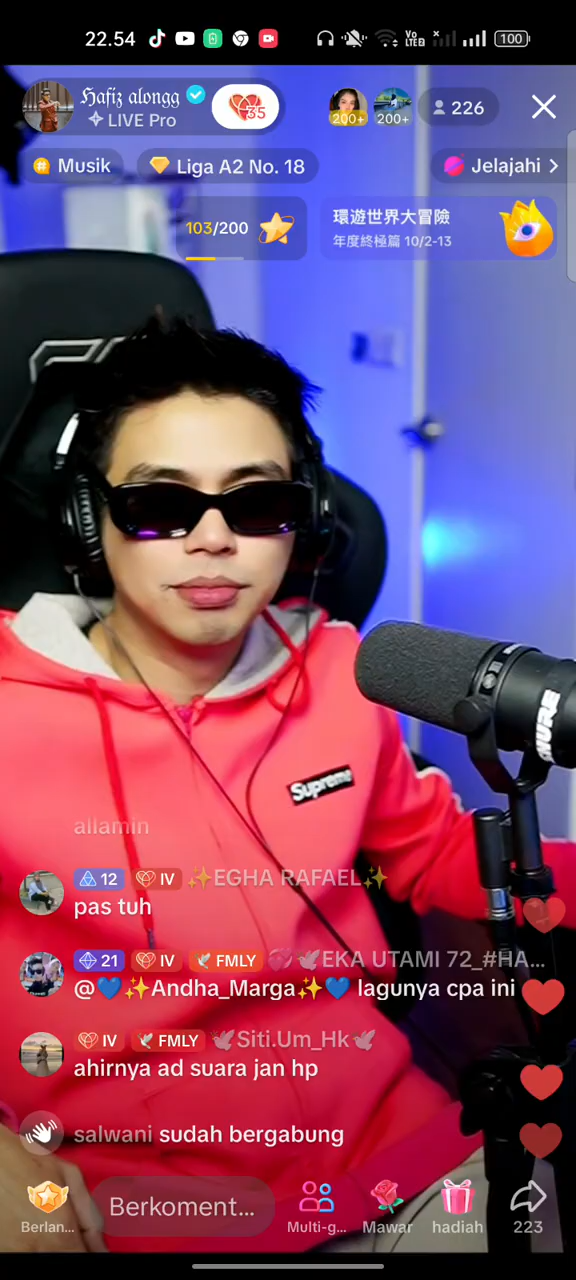 22.54
Vo
LTE2
100
ℌafiz alongg
LIVE Pro
35
200+
200+
226
Musik
Liga A2 No. 18
Jelajahi
103/200
環遊世界大冒險
年度終極篇 10/2-13
Supreme
SHURE
allamin
12 IV ✨EGHA RAFAEL✨
pas tuh
21 IV FMLY 💞🕊EKA UTAMI 72_#HA...
@💙✨Andha_Marga✨💙 lagunya cpa ini
IV FMLY 🕊Siti.Um_Hk🕊
ahirnya ad suara jan hp
salwani sudah bergabung
Berlan...
Berkoment...
Multi-g...
Mawar
hadiah
223